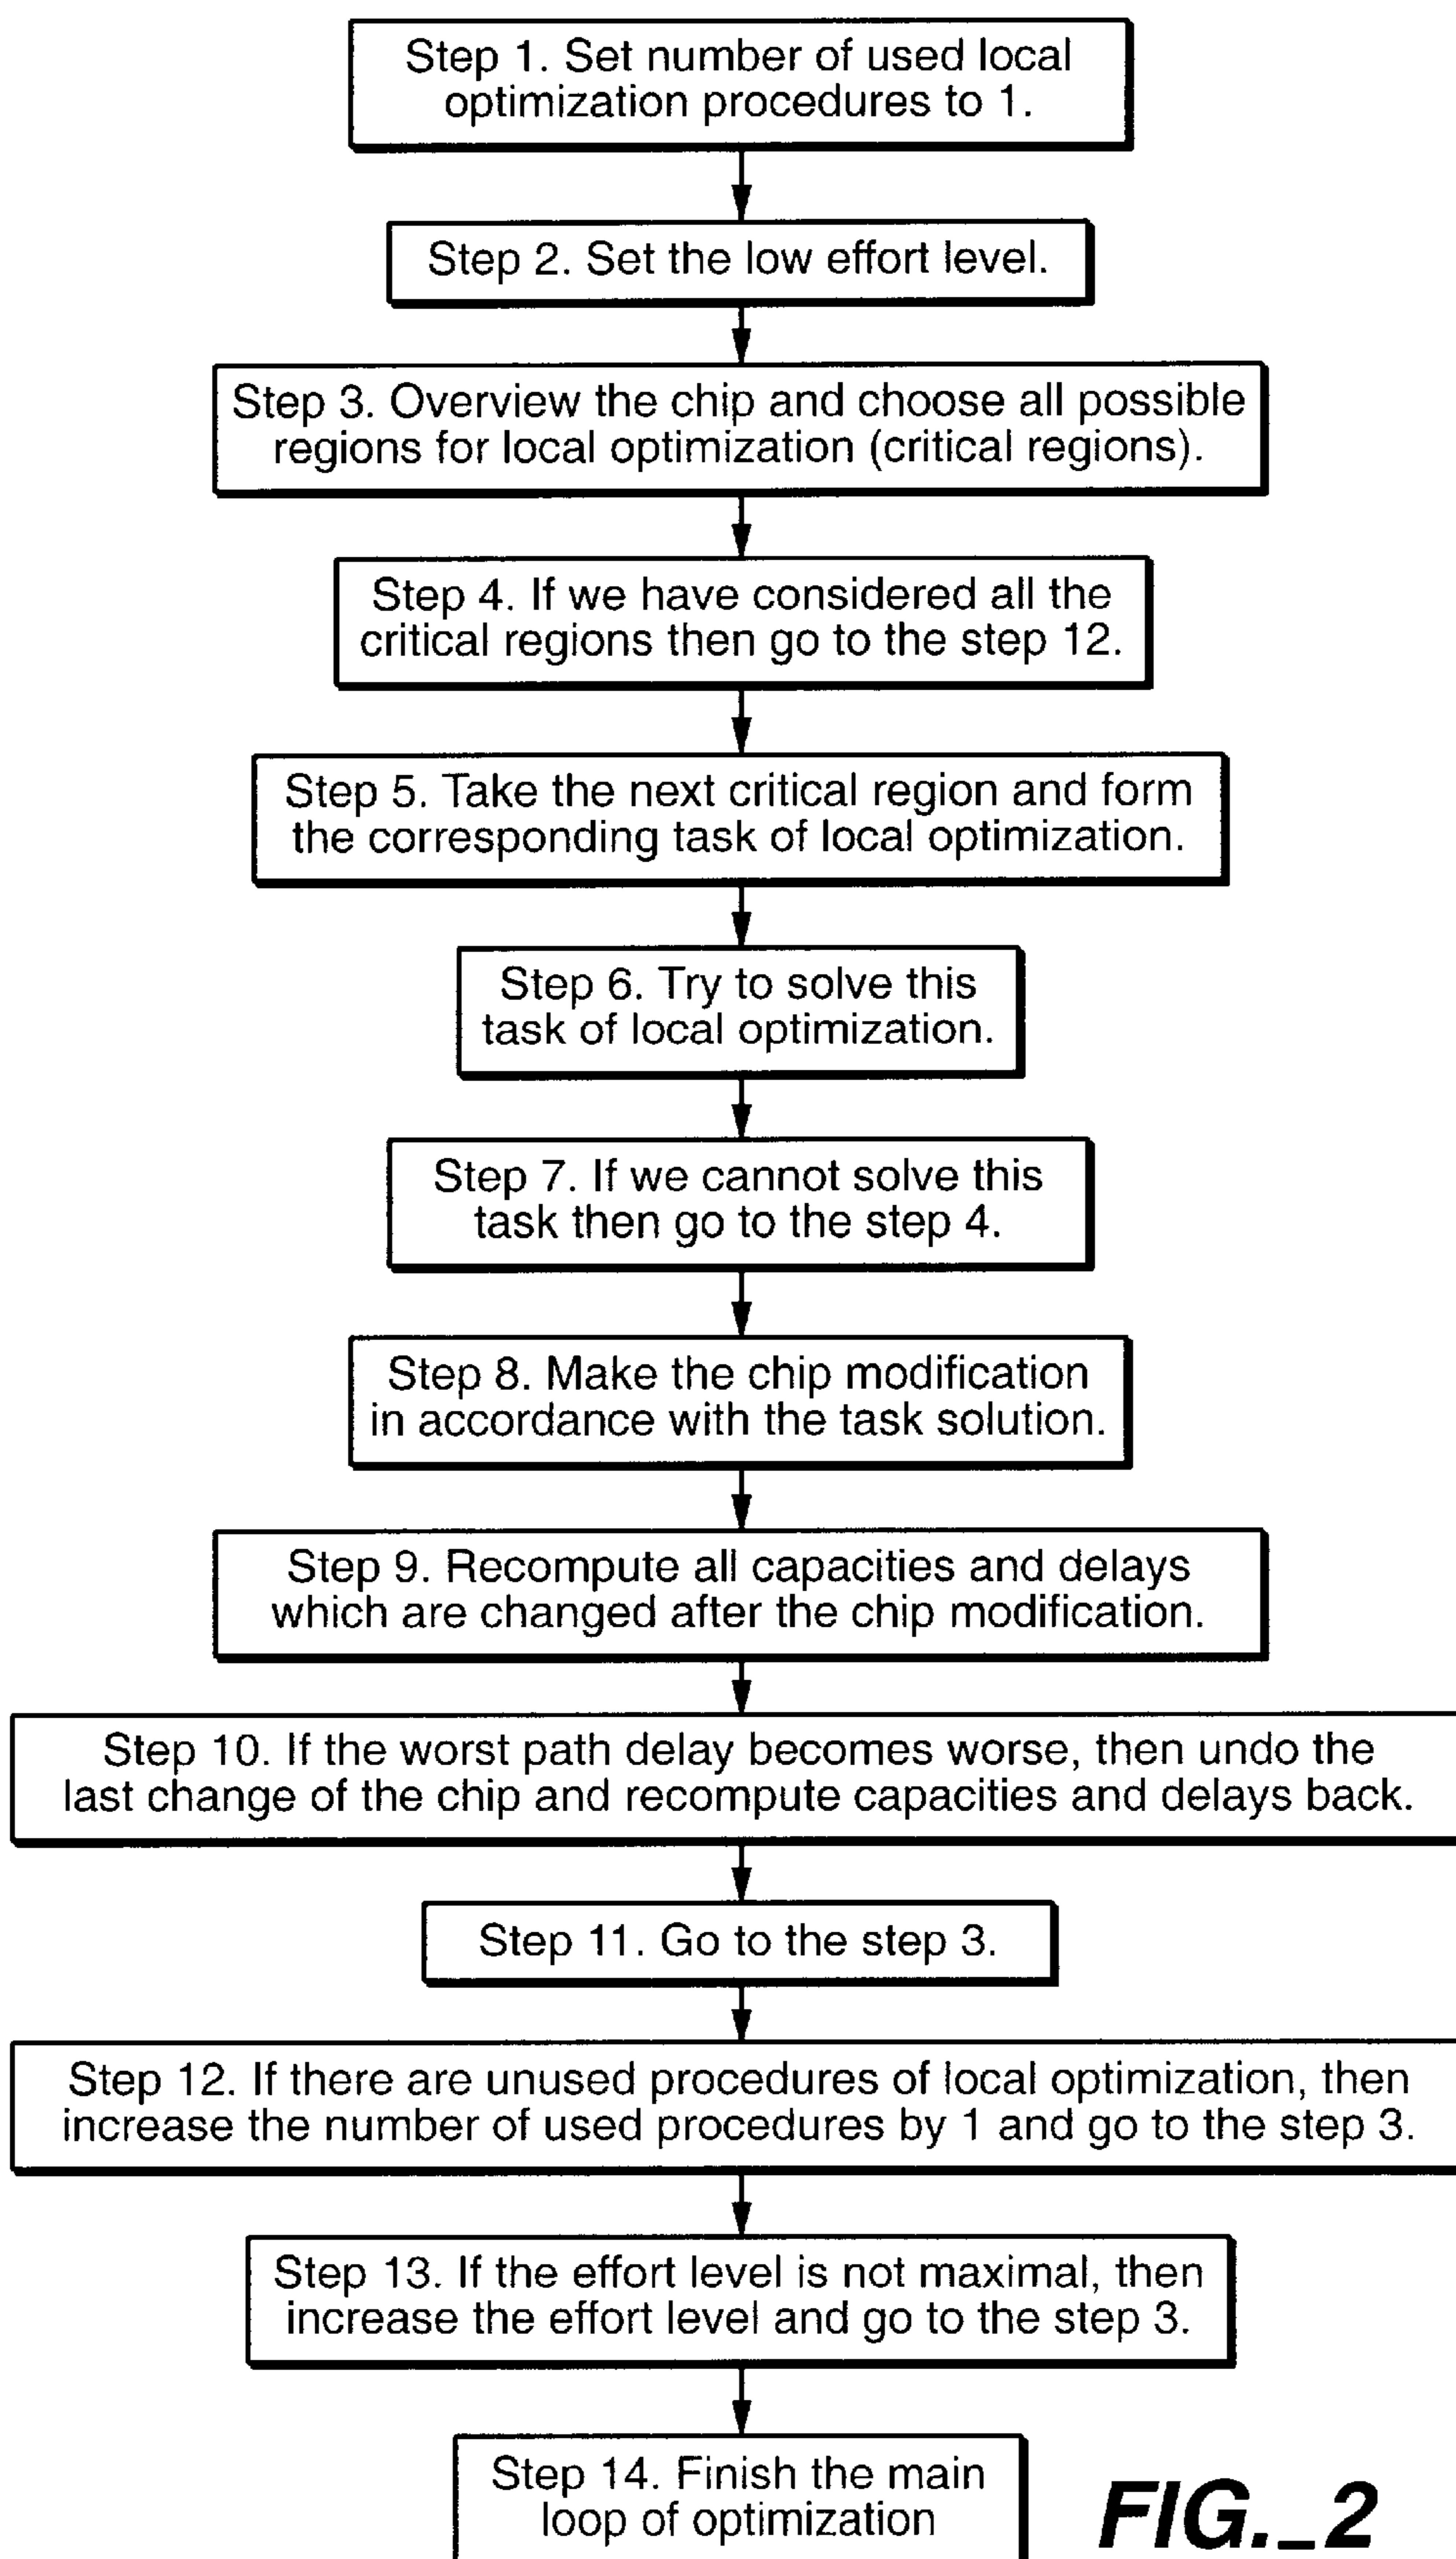 Step 1. Set number of used local
optimization procedures to 1.
Step 2. Set the low effort level.
Step 3. Overview the chip and choose all possible
regions for local optimization (critical regions).
Step 4. If we have considered all the
critical regions then go to the step 12.
Step 5. Take the next critical region and form
the corresponding task of local optimization.
Step 6. Try to solve this
task of local optimization.
Step 7. If we cannot solve this
task then go to the step 4.
Step 8. Make the chip modification
in accordance with the task solution.
Step 9. Recompute all capacities and delays
which are changed after the chip modification.
Step 10. If the worst path delay becomes worse, then undo the
last change of the chip and recompute capacities and delays back.
Step 11. Go to the step 3.
Step 12. If there are unused procedures of local optimization, then
increase the number of used procedures by 1 and go to the step 3.
Step 13. If the effort level is not maximal, then
increase the effort level and go to the step 3.
Step 14. Finish the main
loop of optimization
FIG._2